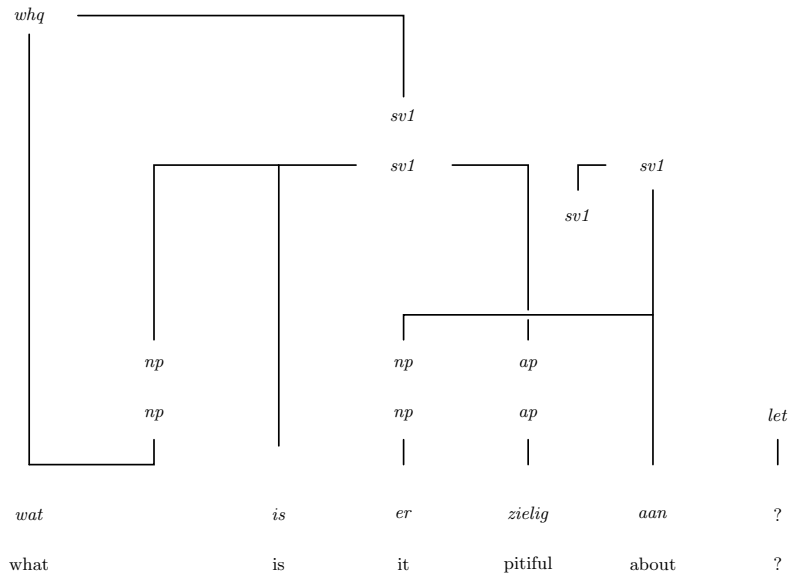 whq
sv1
sv1 sv1
sv1
np np ap
np np ap let
wat is er zielig aan ?
what is it pitiful about ?